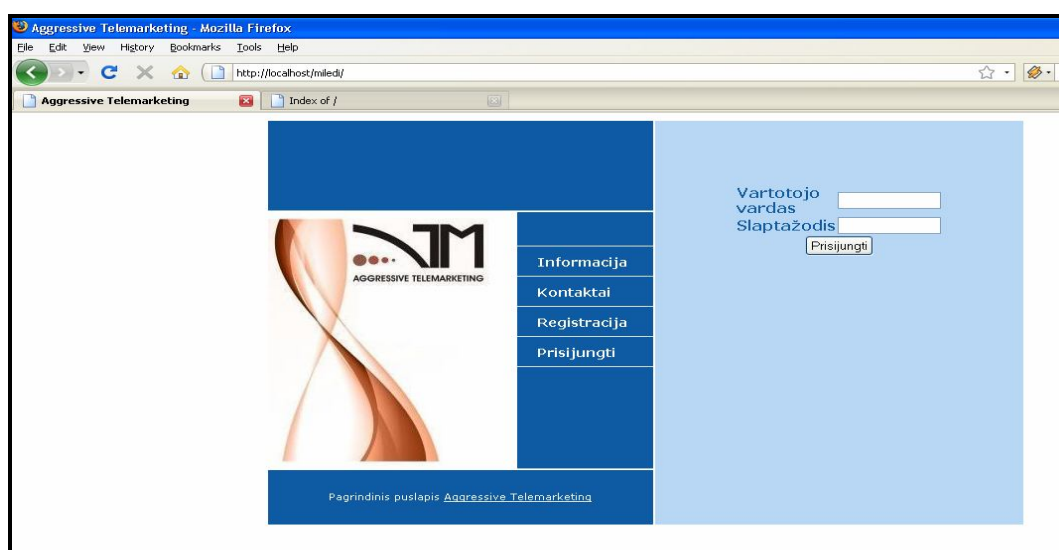 Aggressive Telemarketing - Mozilla Firefox
File Edit View History Bookmarks Tools Help
http://localhost/miledi/
Aggressive Telemarketing Index of /
Vartotojo
vardas
Slaptažodis
Prisijungti
ATM
AGGRESSIVE TELEMARKETING
Informacija
Kontaktai
Registracija
Prisijungti
Pagrindinis puslapis Aggressive Telemarketing